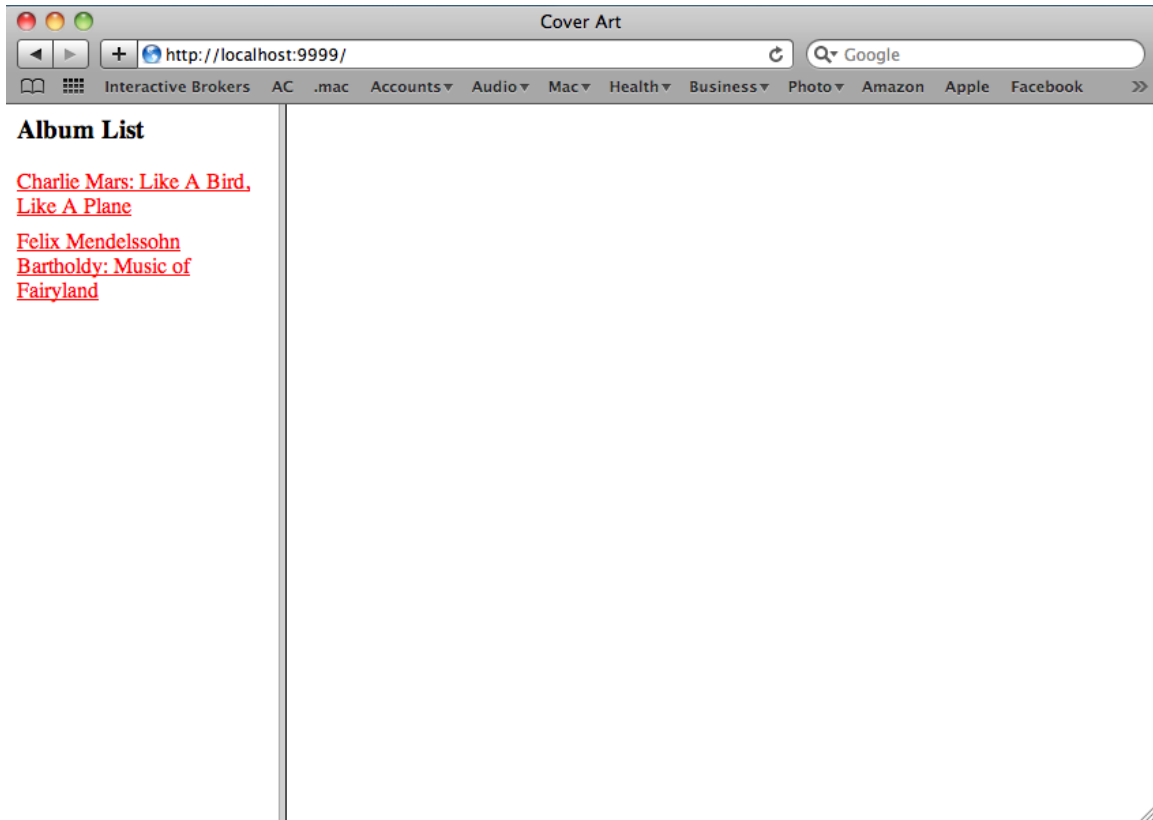 Cover Art
http://localhost:9999/
Google
Interactive Brokers AC .mac Accounts Audio Mac Health Business Photo Amazon Apple Facebook
Album List
Charlie Mars: Like A Bird,
Like A Plane
Felix Mendelssohn
Bartholdy: Music of
Fairyland